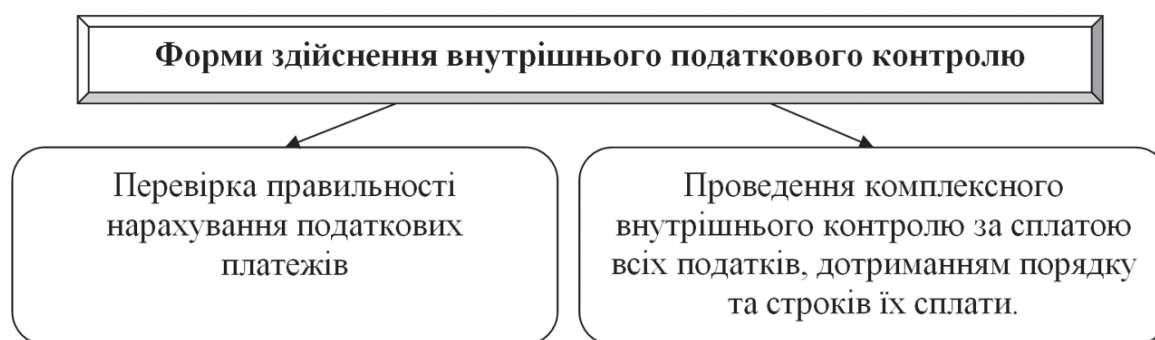 Форми здійснення внутрішнього податкового контролю
Перевірка правильності
нарахування податкових
платежів
Проведення комплексного
внутрішнього контролю за сплатою
всіх податків, дотриманням порядку
та строків їх сплати.